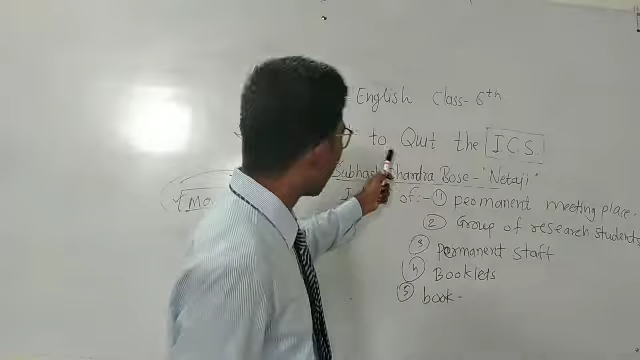 English Class-6th
to Quit the ICS
Subhash Chandra Bose - 'Netaji'
of:- (1) permanent meeting place.
(2) Group of research students
(3) Permanent staff
(4) Booklets
(5) book-